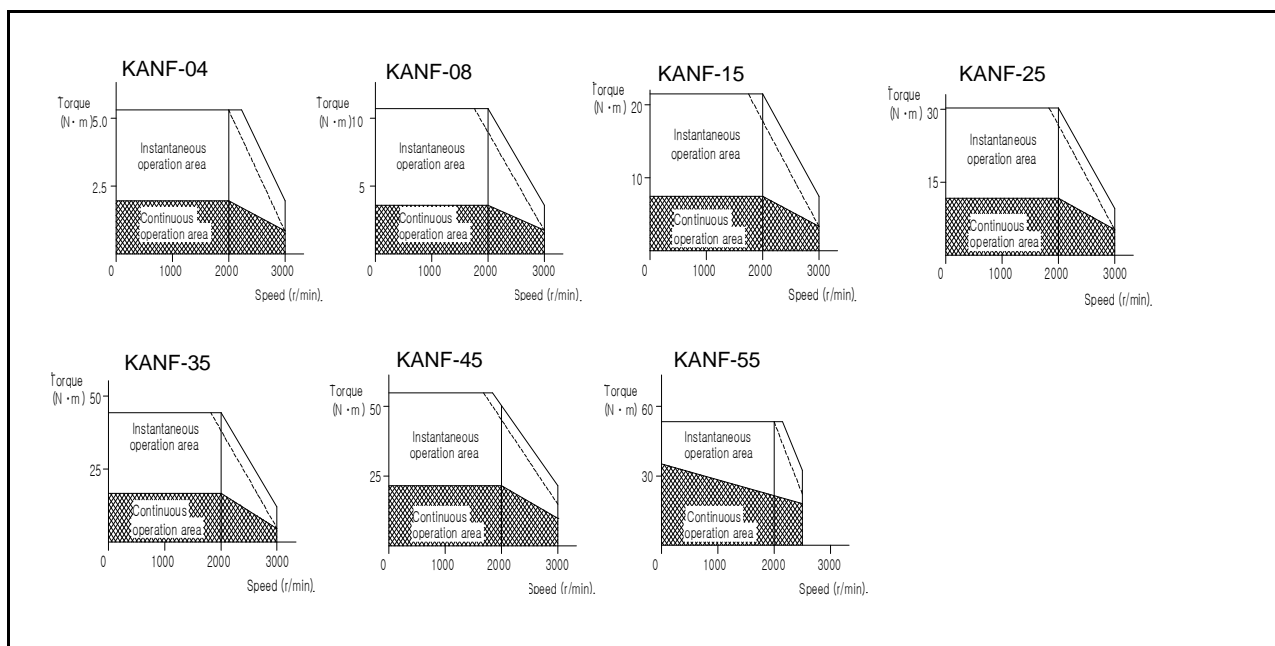 KANF-04
Torque
(N・m)5.0
2.5
Instantaneous
operation area
Continuous
operation area
0 1000 2000 3000
Speed (r/min).
KANF-08
Torque
(N・m)10
5
Instantaneous
operation area
Continuous
operation area
0 1000 2000 3000
Speed (r/min).
KANF-15
Torque
(N・m) 20
10
Instantaneous
operation area
Continuous
operation area
0 1000 2000 3000
Speed (r/min).
KANF-25
Torque
(N・m) 30
15
Instantaneous
operation area
Continuous
operation area
0 1000 2000 3000
Speed (r/min).
KANF-35
Torque
(N・m) 50
25
Instantaneous
operation area
Continuous
operation area
0 1000 2000 3000
Speed (r/min).
KANF-45
Torque
(N・m) 50
25
Instantaneous
operation area
Continuous
operation area
0 1000 2000 3000
Speed (r/min).
KANF-55
Torque
(N・m) 60
30
Instantaneous
operation area
Continuous
operation area
0 1000 2000 3000
Speed (r/min).